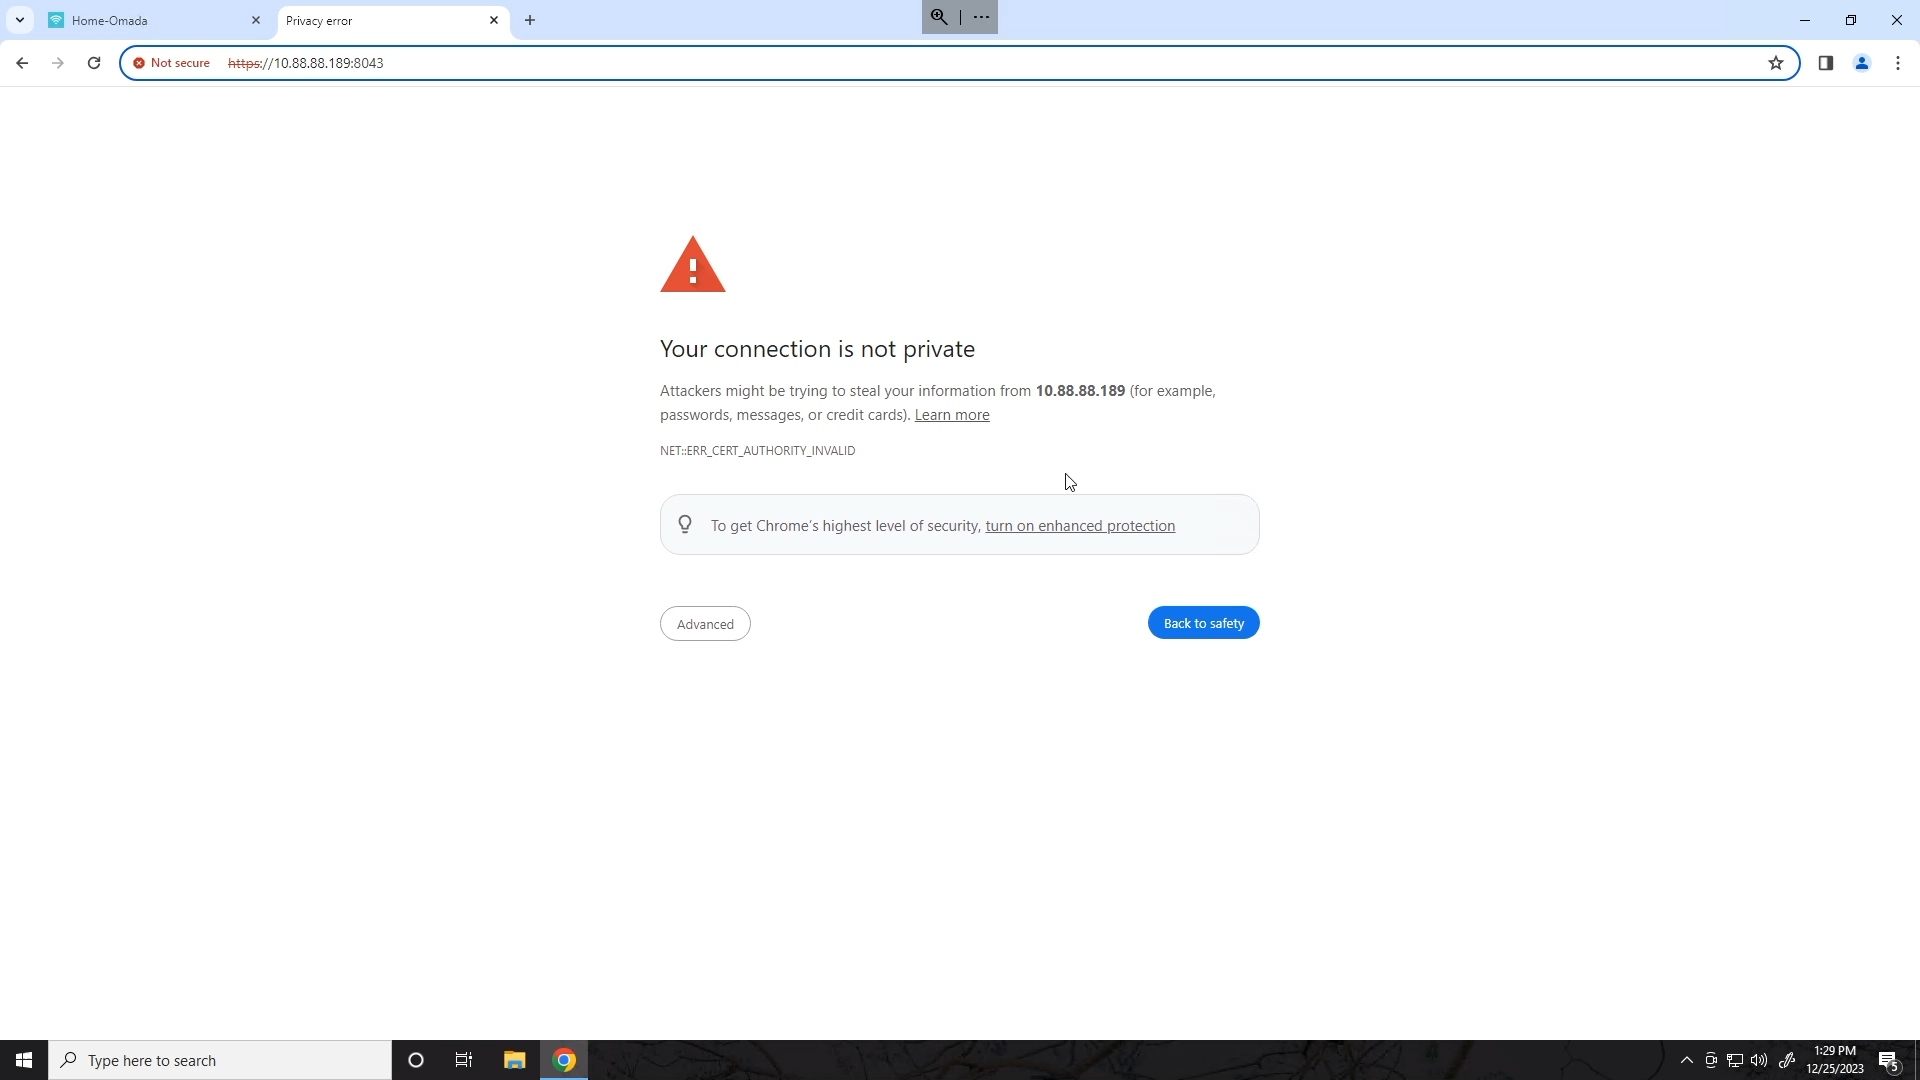 Home-Omada
Privacy error
Not secure https://10.88.88.189:8043
Your connection is not private
Attackers might be trying to steal your information from 10.88.88.189 (for example,
passwords, messages, or credit cards). Learn more
NET::ERR_CERT_AUTHORITY_INVALID
To get Chrome's highest level of security, turn on enhanced protection
Advanced
Back to safety
Type here to search
1:29 PM
12/25/2023
5